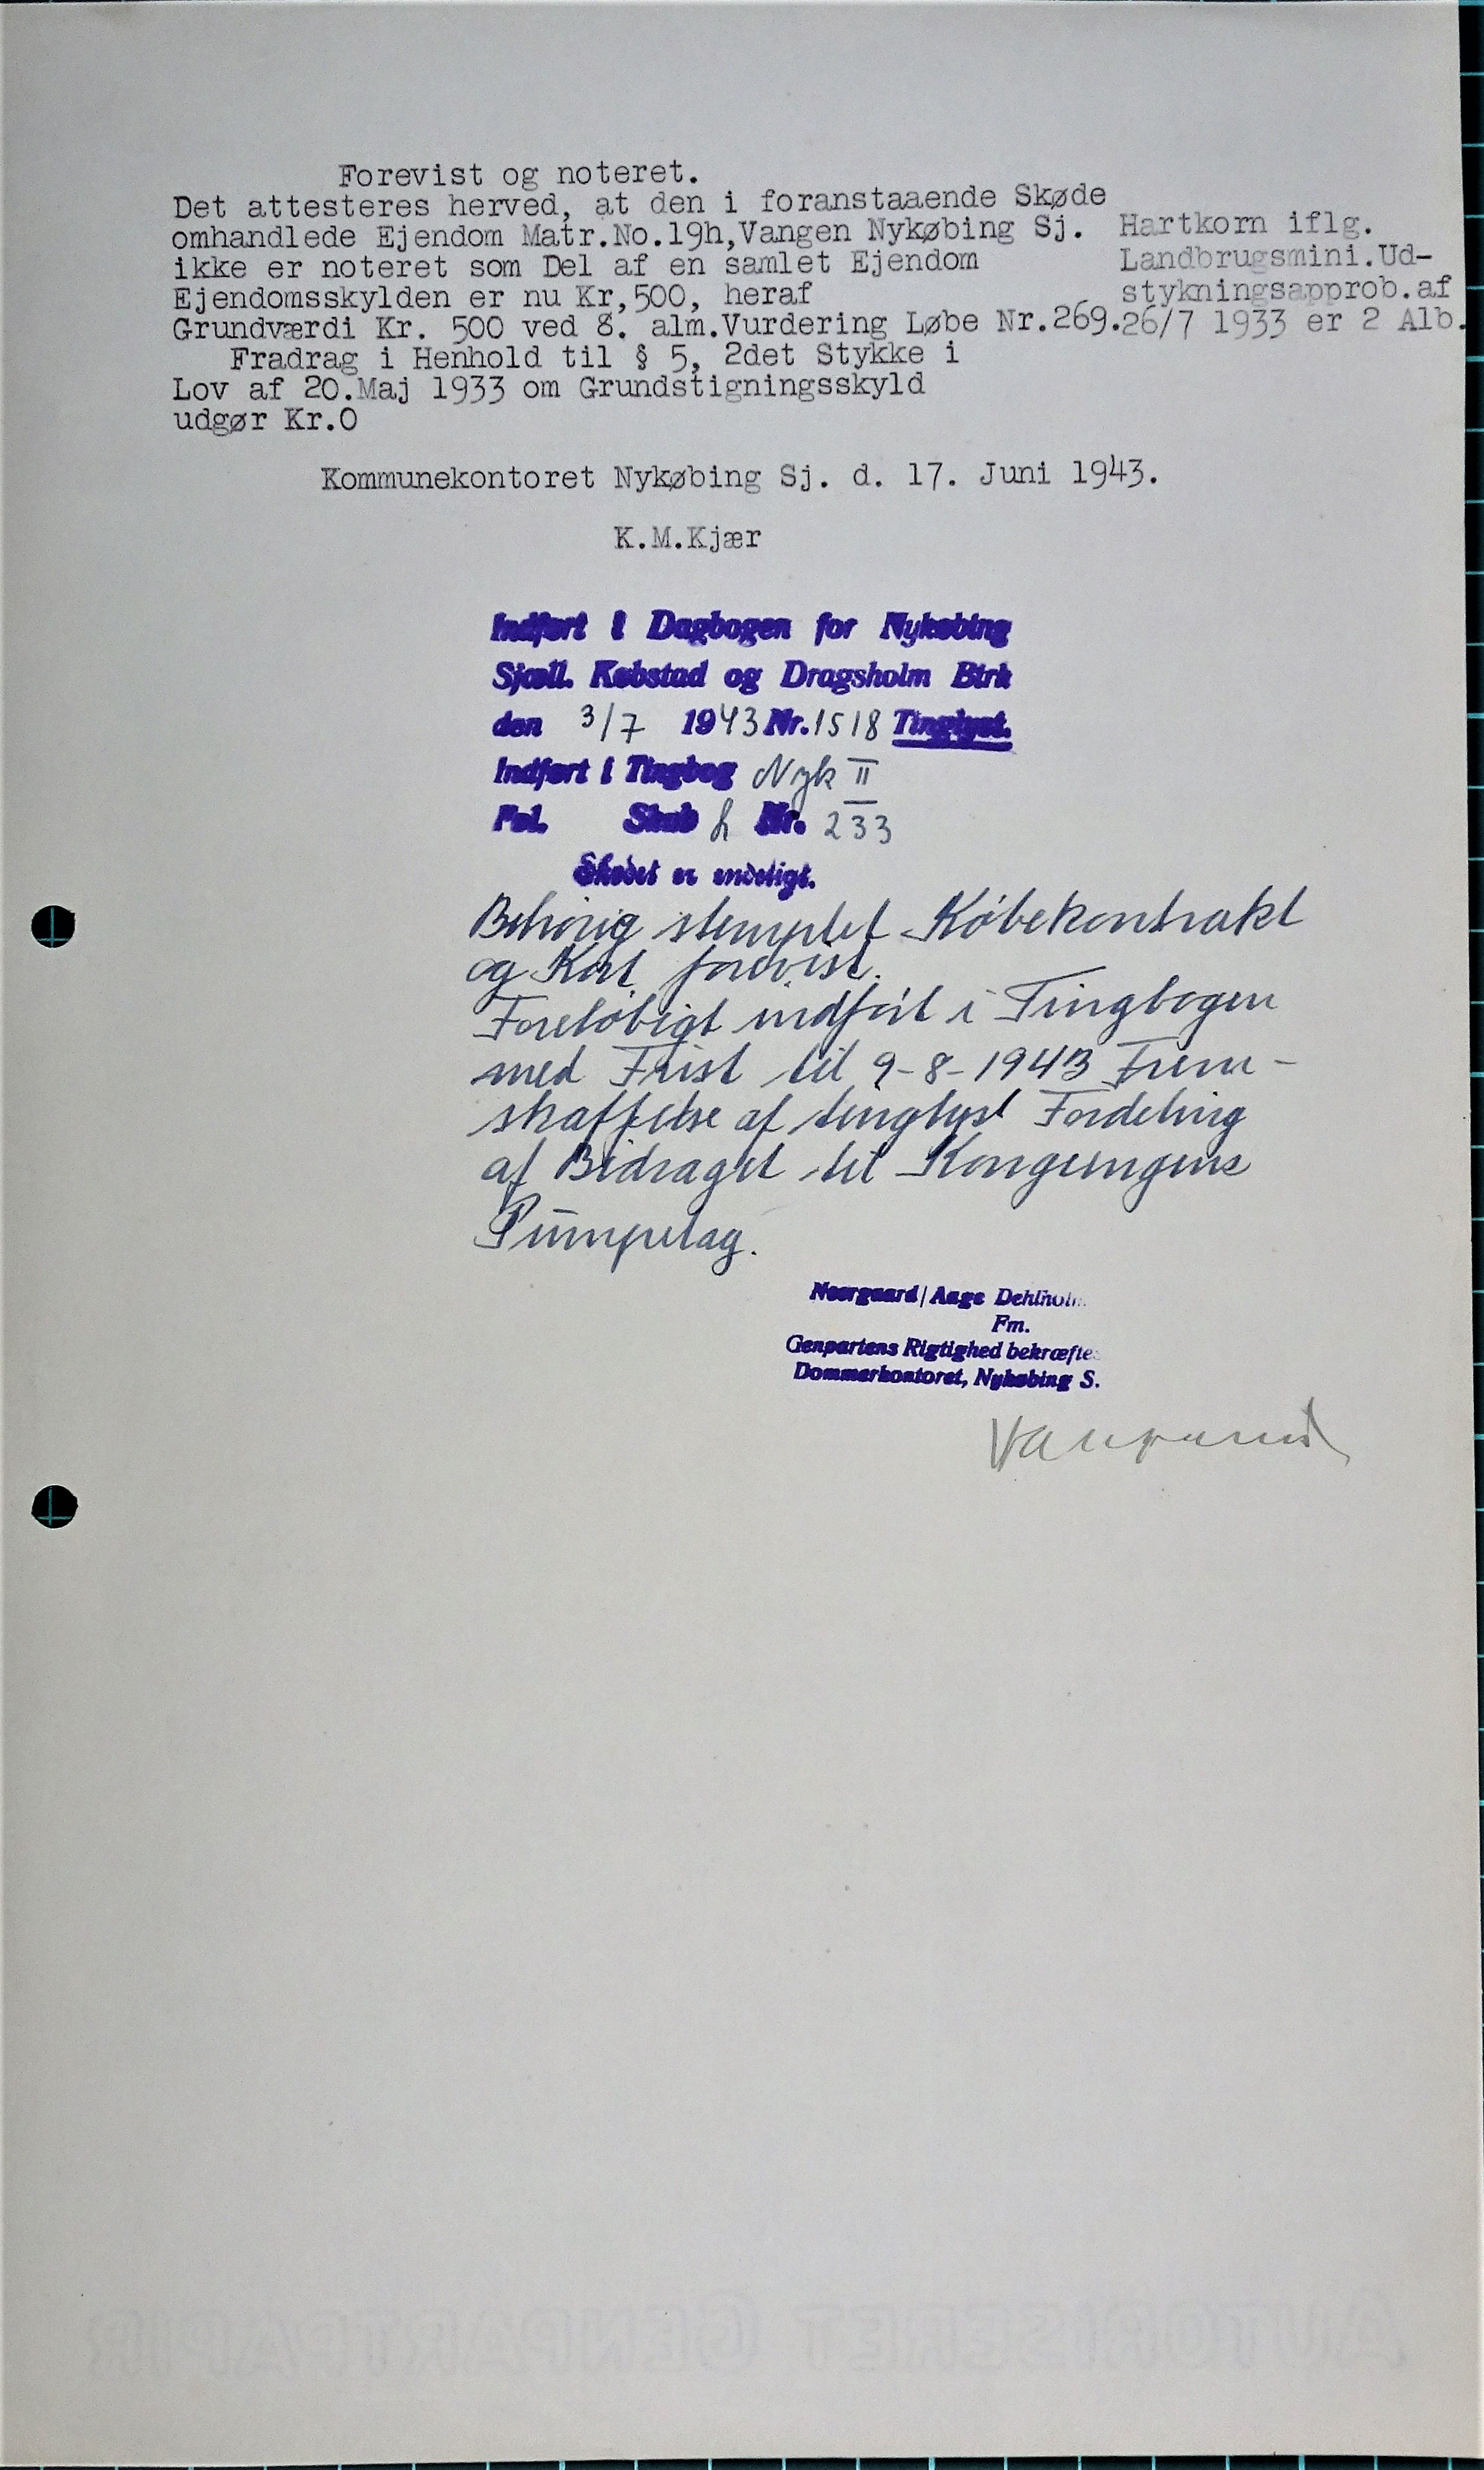 Forevist og noteret.
Det attesteres herved, at den i foranstaaende Skøde
omhandlede Ejendom Matr.No.19h,Vangen Nykøbing Sj.
ikke er noteret som Del af en samlet Ejendom
Ejendomsskylden er nu Kr,500, heraf
Grundværdi Kr. 500 ved 8. alm.Vurdering Løbe Nr.269.
Hartkorn iflg.
Landbrugsmini.Ud-
stykningsapprob.af
26/7 1933 er 2 Alb.
Fradrag i Henhold til § 5, 2det Stykke i
Lov af 20.Maj 1933 om Grundstigningsskyld
udgør Kr.0
Kommunekontoret Nykøbing Sj. d. 17. Juni 1943.
K.M.Kjær
Indført i Dagbogen for Nykøbing
Sjæll. Købstad og Dragsholm Birk
den 3/7 1943 Nr. 1518 Tinglyst.
Indført i Tingbog Nyk II
Fol. Skab h Nr. 233
Skødet er endeligt.
Behörig stemplet Köbekontrakt
og Kort forevist.
Foreløbigt indført i Tingbogen
med Frist til 9-8-1943 Frem-
skaffelse af tinglyst Fordeling
af Bidraget til Kongeengens
Pumpelag.
Neergaard / Aage Dehlholm
Fm.
Genpartens Rigtighed bekræftes
Dommerkontoret, Nykøbing S.
AUTORISERET GENPARTPAPIR